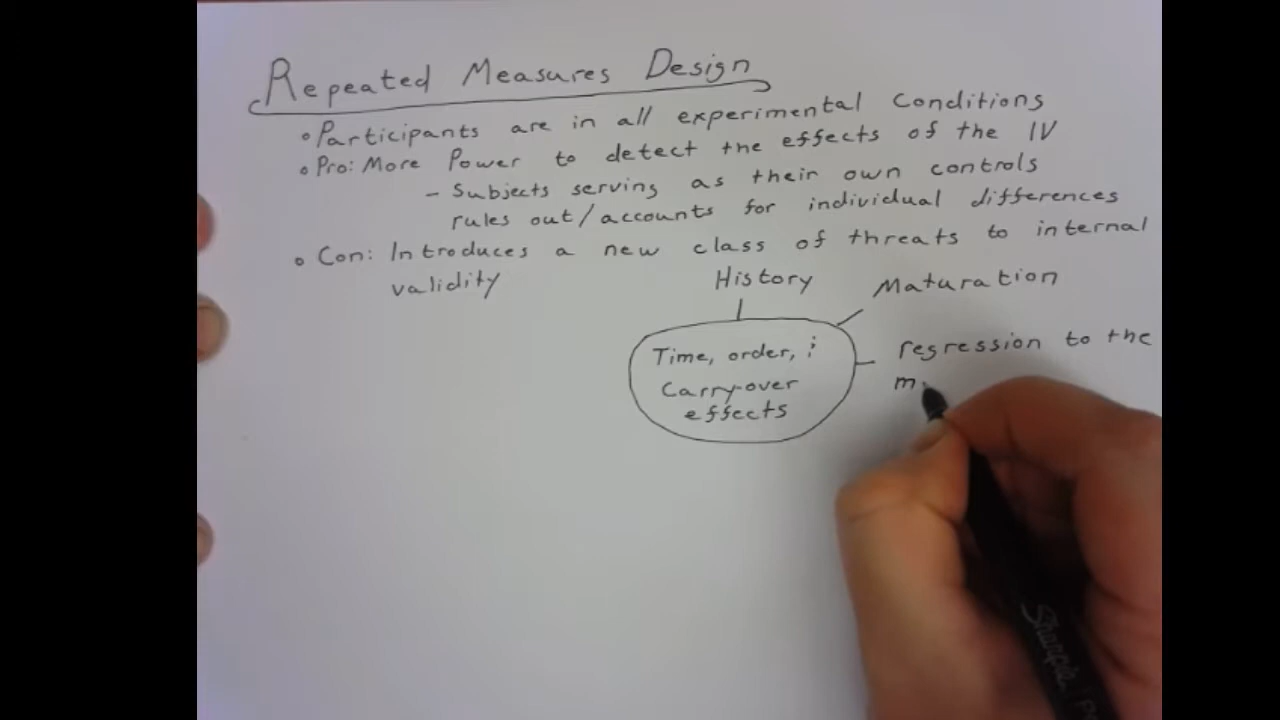 Repeated Measures Design
• Participants are in all experimental Conditions
• Pro: More Power to detect the effects of the IV
- Subjects serving as their own controls
rules out/accounts for individual differences
• Con: Introduces a new class of threats to internal
validity
History
Maturation
Time, order, ;
Carry-over
effects
regression to the
m
Sharpie